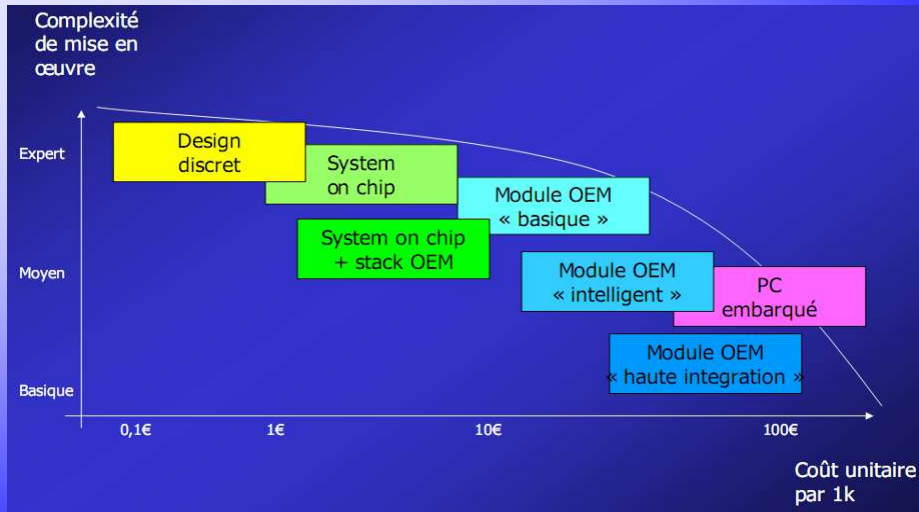 Complexité
de mise en
œuvre
Expert
Moyen
Basique
Design
discret
System
on chip
System on chip
+ stack OEM
Module OEM
« basique »
Module OEM
« intelligent »
PC
embarqué
Module OEM
« haute integration »
0,1€
1€
10€
100€
Coût unitaire
par 1k